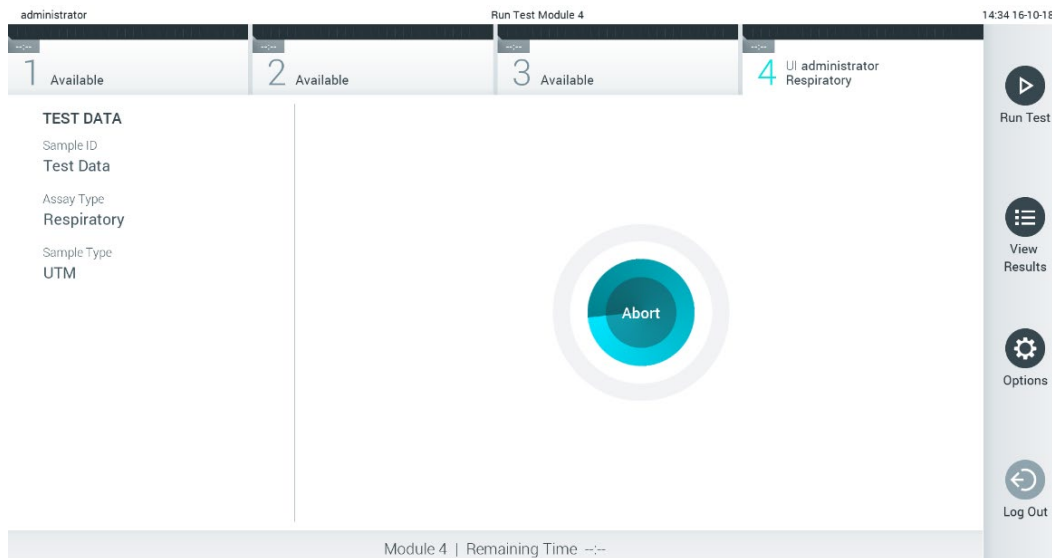 administrator
Run Test Module 4
14:34 16-10-18
--:--
1 Available
--:--
2 Available
--:--
3 Available
--:--
4 UI administrator
Respiratory
TEST DATA
Sample ID
Test Data
Assay Type
Respiratory
Sample Type
UTM
Abort
Run Test
View
Results
Options
Log Out
Module 4 | Remaining Time --:--